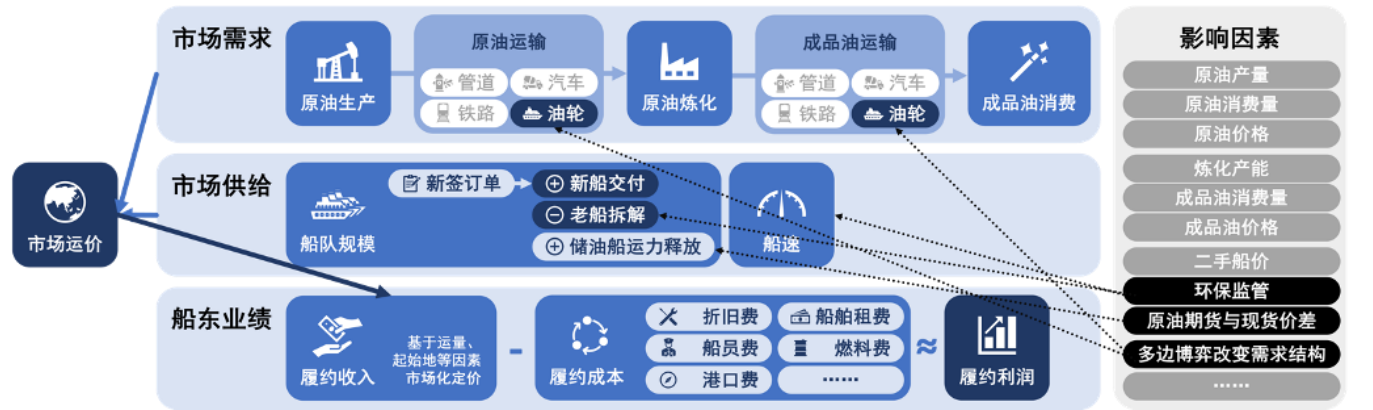 市场需求
原油生产
原油运输
管道
汽车
铁路
油轮
原油炼化
成品油运输
管道
汽车
铁路
油轮
成品油消费
市场运价
市场供给
船队规模
新签订单
新船交付
老船拆解
储油船运力释放
船途
船东业绩
履约收入
基于运量、
起始地等因素
市场化定价
-
履约成本
折旧费
船舶租费
船员费
燃料费
港口费
……
≈
履约利润
影响因素
原油产量
原油消费量
原油价格
炼化产能
成品油消费量
成品油价格
二手船价
环保监管
原油期货与现货价差
多边博弈改变需求结构
……